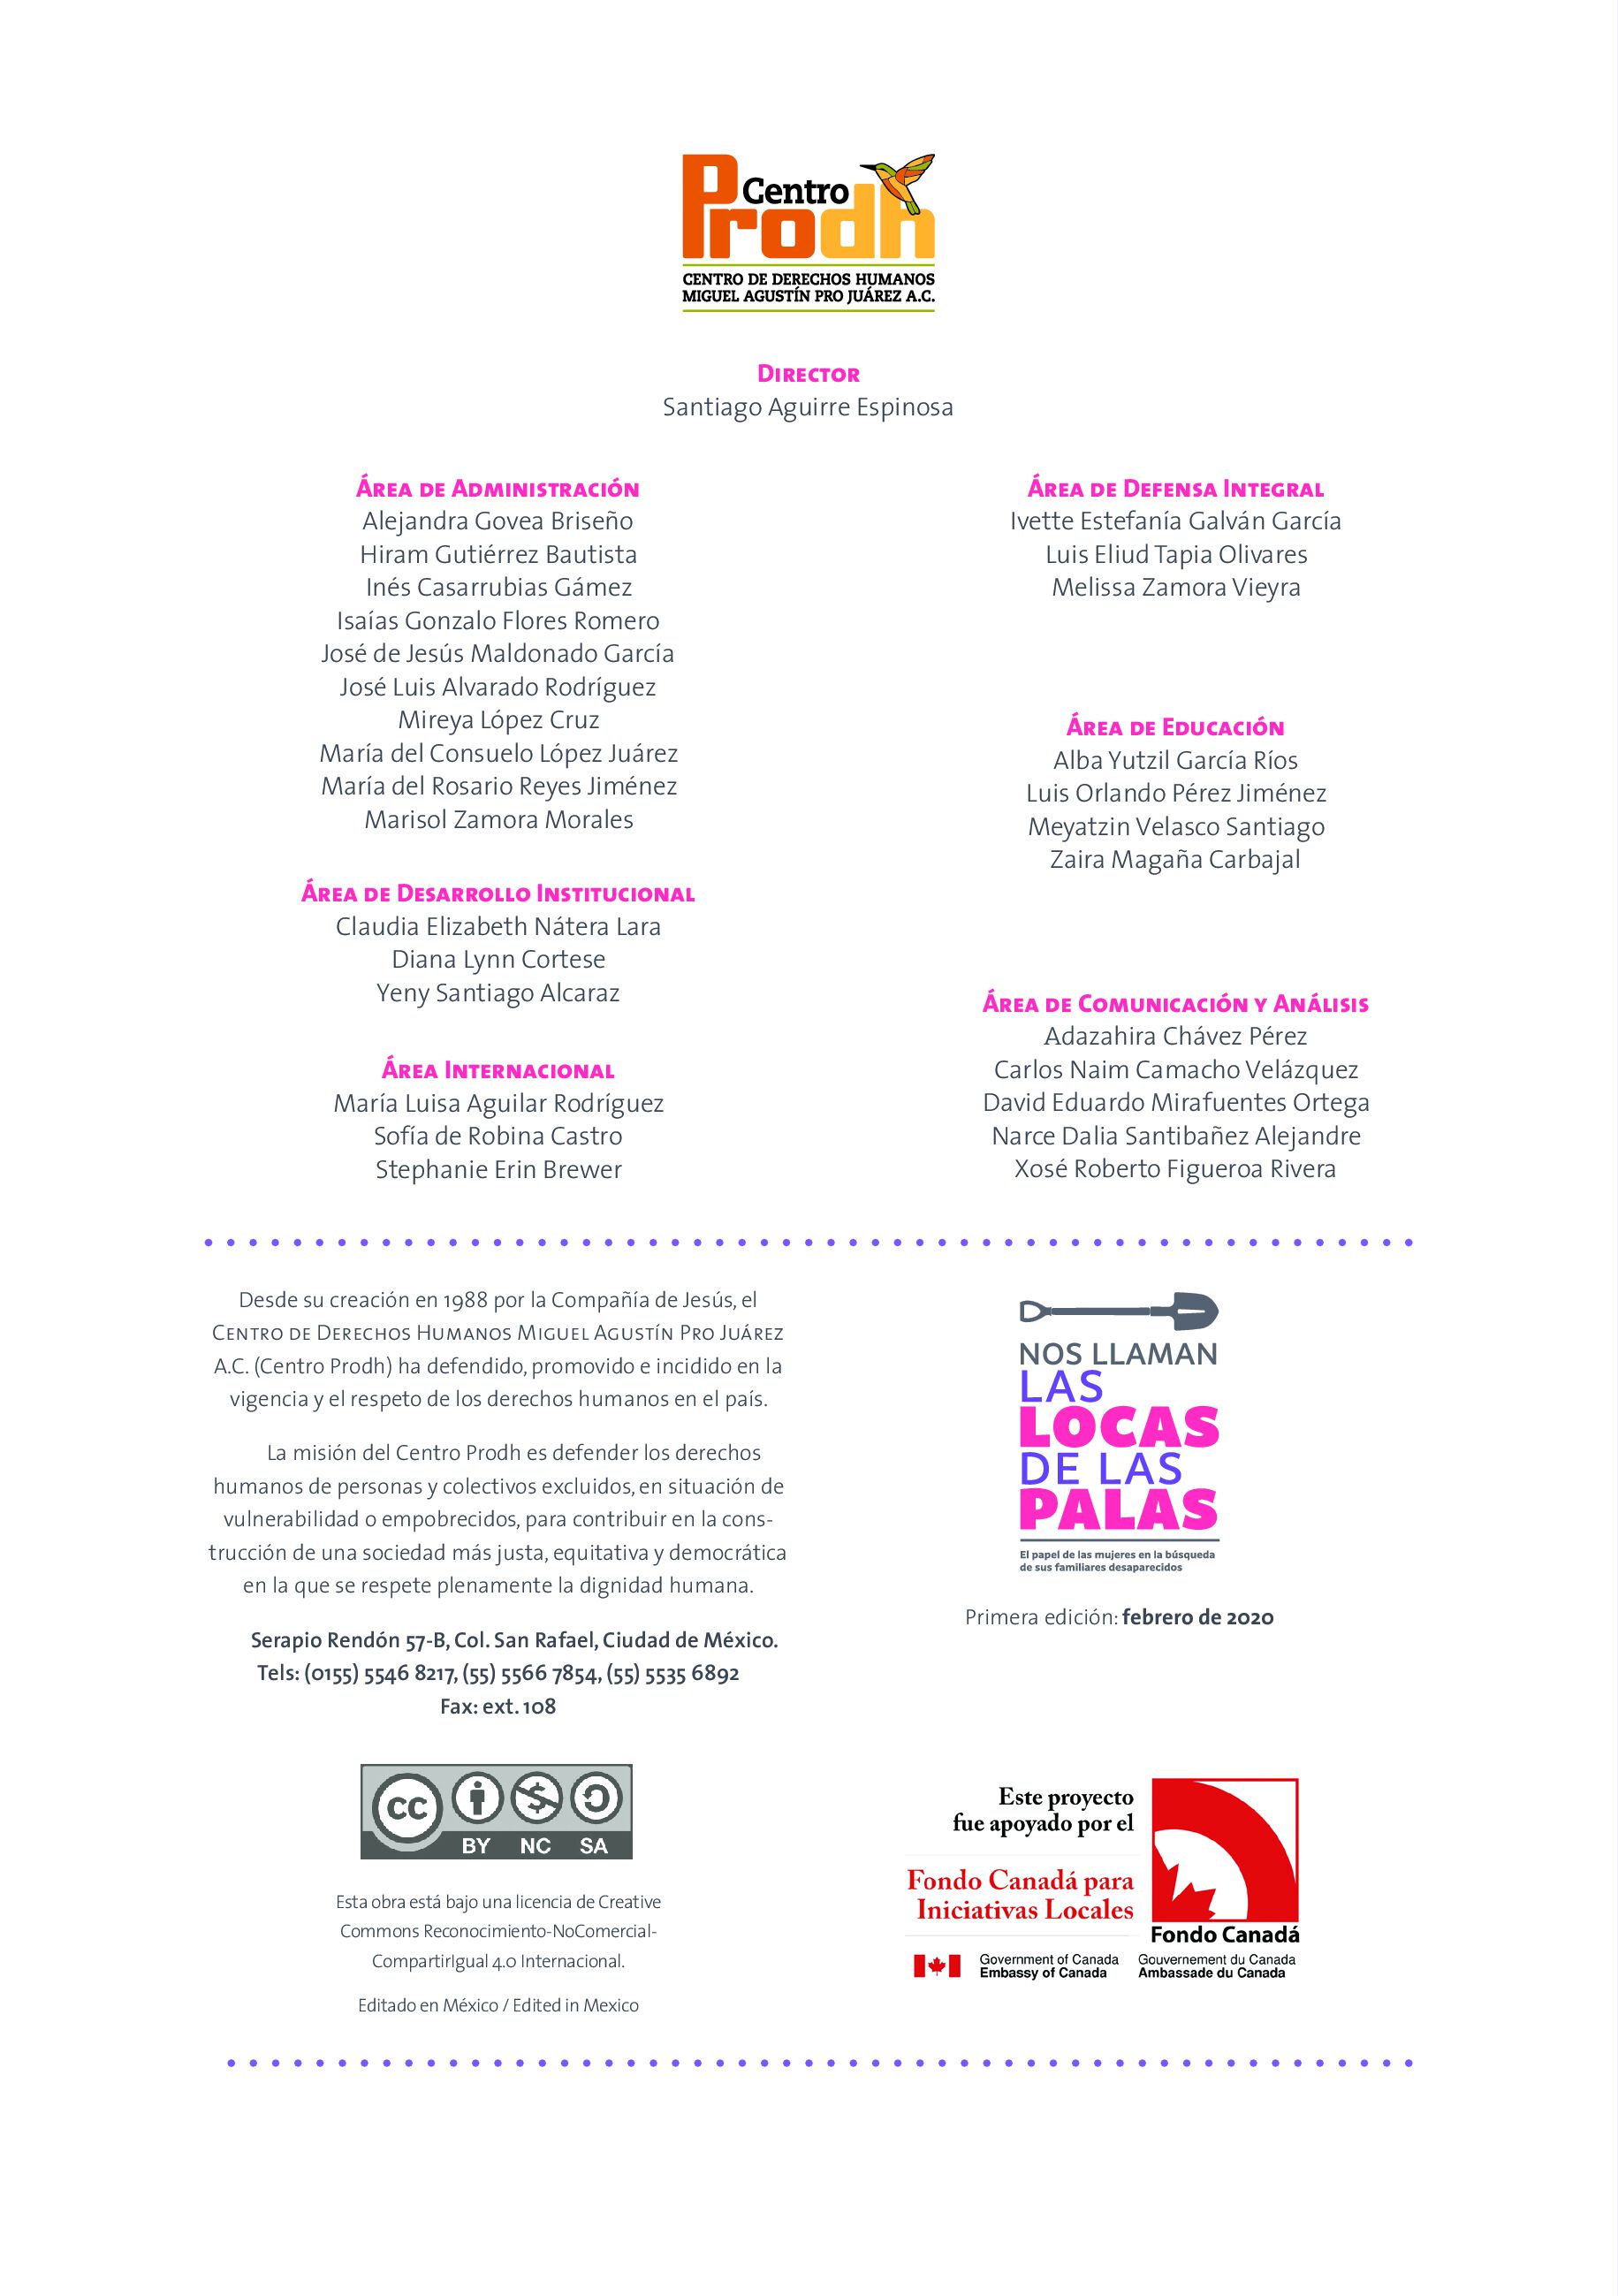 Centro
Prodh
CENTRO DE DERECHOS HUMANOS
MIGUEL AGUSTÍN PRO JUÁREZ A.C.
Director
Santiago Aguirre Espinosa
Área de Administración
Alejandra Govea Briseño
Hiram Gutiérrez Bautista
Inés Casarrubias Gámez
Isaías Gonzalo Flores Romero
José de Jesús Maldonado García
José Luis Alvarado Rodríguez
Mireya López Cruz
María del Consuelo López Juárez
María del Rosario Reyes Jiménez
Marisol Zamora Morales
Área de Desarrollo Institucional
Claudia Elizabeth Nátera Lara
Diana Lynn Cortese
Yeny Santiago Alcaraz
Área Internacional
María Luisa Aguilar Rodríguez
Sofía de Robina Castro
Stephanie Erin Brewer
Área de Defensa Integral
Ivette Estefanía Galván García
Luis Eliud Tapia Olivares
Melissa Zamora Vieyra
Área de Educación
Alba Yutzil García Ríos
Luis Orlando Pérez Jiménez
Meyatzin Velasco Santiago
Zaira Magaña Carbajal
Área de Comunicación y Análisis
Adazahira Chávez Pérez
Carlos Naim Camacho Velázquez
David Eduardo Mirafuentes Ortega
Narce Dalia Santibañez Alejandre
Xosé Roberto Figueroa Rivera
Desde su creación en 1988 por la Compañía de Jesús, el
Centro de Derechos Humanos Miguel Agustín Pro Juárez
A.C. (Centro Prodh) ha defendido, promovido e incidido en la
vigencia y el respeto de los derechos humanos en el país.
La misión del Centro Prodh es defender los derechos
humanos de personas y colectivos excluidos, en situación de
vulnerabilidad o empobrecidos, para contribuir en la cons-
trucción de una sociedad más justa, equitativa y democrática
en la que se respete plenamente la dignidad humana.
Serapio Rendón 57-B, Col. San Rafael, Ciudad de México.
Tels: (0155) 5546 8217, (55) 5566 7854, (55) 5535 6892
Fax: ext. 108
cc
BY NC SA
Esta obra está bajo una licencia de Creative
Commons Reconocimiento-NoComercial-
CompartirIgual 4.0 Internacional.
Editado en México / Edited in Mexico
NOS LLAMAN
LAS
LOCAS
DE LAS
PALAS
El papel de las mujeres en la búsqueda
de sus familiares desaparecidos
Primera edición: febrero de 2020
Este proyecto
fue apoyado por el
Fondo Canadá para
Iniciativas Locales
Fondo Canadá
Government of Canada Gouvernement du Canada
Embassy of Canada Ambassade du Canada